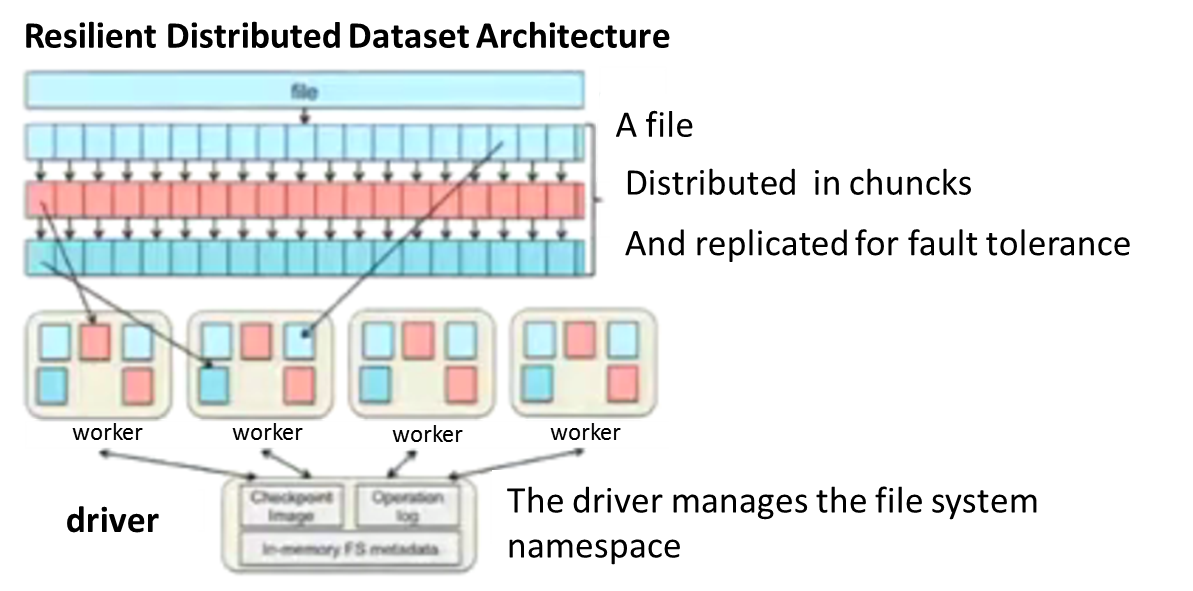 Resilient Distributed Dataset Architecture
file
A file
Distributed in chuncks
And replicated for fault tolerance
worker
worker
worker
worker
driver
Checkpoint
Image
Operation
log
In-memory FS metadata
The driver manages the file system
namespace